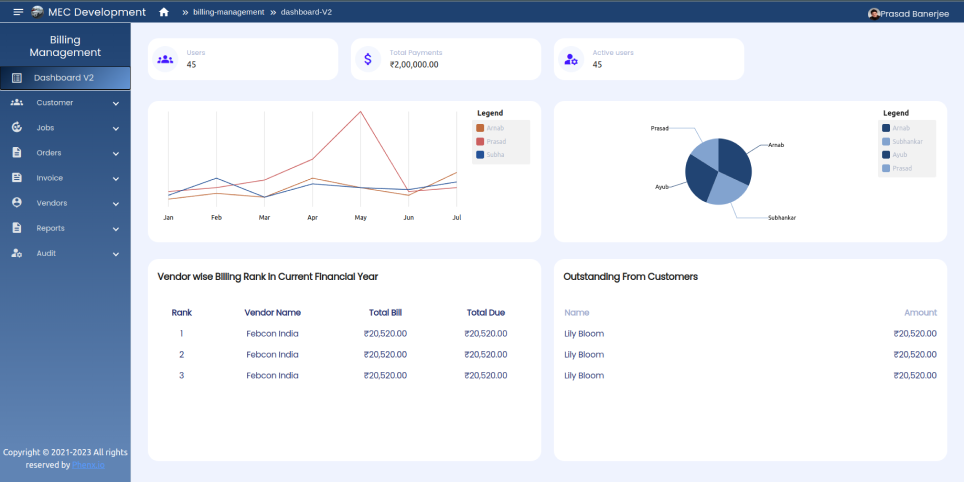 MEC Development » billing-management » dashboard-V2
Prasad Banerjee
Billing
Management
Dashboard V2
Customer
Jobs
Orders
Invoice
Vendors
Reports
Audit
Copyright © 2021-2023 All rights
reserved by
Users
45
Total Payments
₹2,00,000.00
Active users
45
Legend
Arnab
Prasad
Subha
Jan Feb Mar Apr May Jun Jul
Prasad
Arnab
Ayub
Subhankar
Legend
Arnab
Subhankar
Ayub
Prasad
Vendor wise Billing Rank In Current Financial Year
Rank Vendor Name Total Bill Total Due
1 Febcon India ₹20,520.00 ₹20,520.00
2 Febcon India ₹20,520.00 ₹20,520.00
3 Febcon India ₹20,520.00 ₹20,520.00
Outstanding From Customers
Name Amount
Lily Bloom ₹20,520.00
Lily Bloom ₹20,520.00
Lily Bloom ₹20,520.00